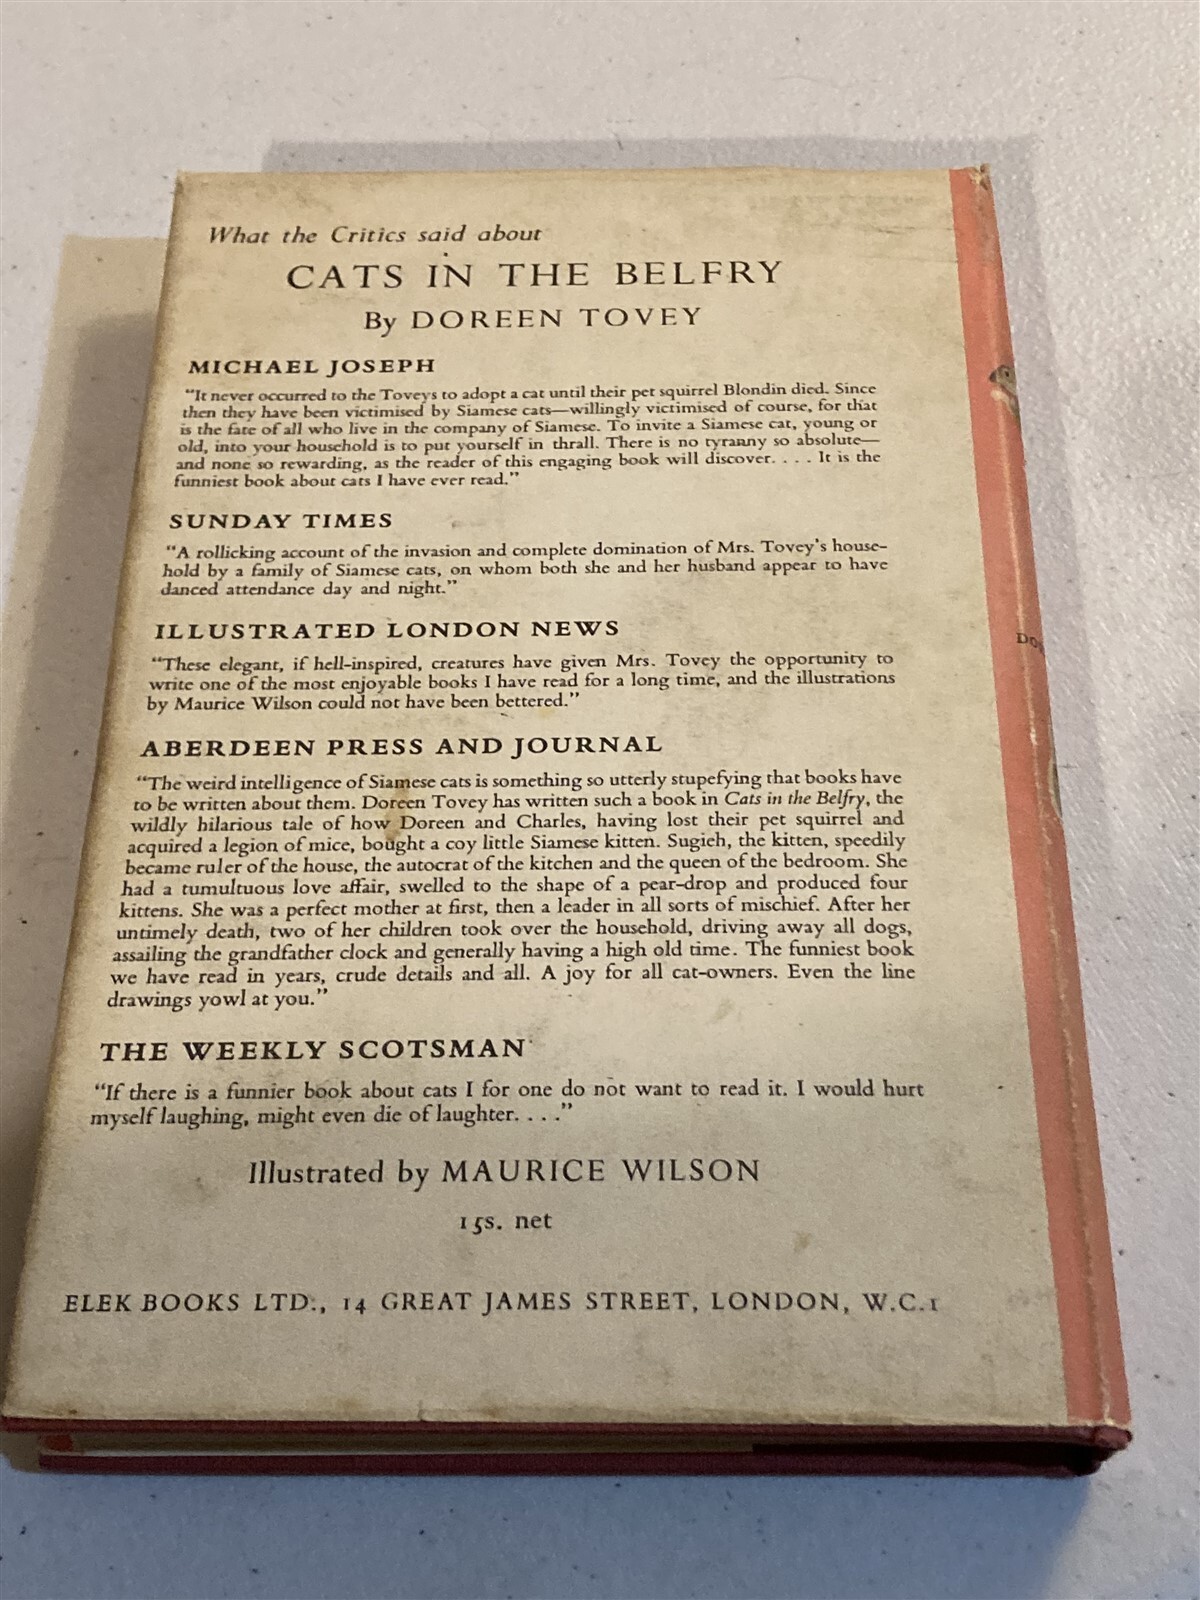 What the Critics said about
CATS IN THE BELFRY
By DOREEN TOVEY
MICHAEL JOSEPH
"It never occurred to the Toveys to adopt a cat until their pet squirrel Blondin died. Since
then they have been victimised by Siamese cats—willingly victimised of course, for that
is the fate of all who live in the company of Siamese. To invite a Siamese cat, young or
old, into your household is to put yourself in thrall. There is no tyranny so absolute—
and none so rewarding, as the reader of this engaging book will discover. . . . It is the
funniest book about cats I have ever read."
SUNDAY TIMES
"A rollicking account of the invasion and complete domination of Mrs. Tovey's house-
hold by a family of Siamese cats, on whom both she and her husband appear to have
danced attendance day and night."
ILLUSTRATED LONDON NEWS
"These elegant, if hell-inspired, creatures have given Mrs. Tovey the opportunity to
write one of the most enjoyable books I have read for a long time, and the illustrations
by Maurice Wilson could not have been bettered."
ABERDEEN PRESS AND JOURNAL
"The weird intelligence of Siamese cats is something so utterly stupefying that books have
to be written about them. Doreen Tovey has written such a book in Cats in the Belfry, the
wildly hilarious tale of how Doreen and Charles, having lost their pet squirrel and
acquired a legion of mice, bought a coy little Siamese kitten. Sugieh, the kitten, speedily
became ruler of the house, the autocrat of the kitchen and the queen of the bedroom. She
had a tumultuous love affair, swelled to the shape of a pear-drop and produced four
kittens. She was a perfect mother at first, then a leader in all sorts of mischief. After her
untimely death, two of her children took over the household, driving away all dogs,
assailing the grandfather clock and generally having a high old time. The funniest book
we have read in years, crude details and all. A joy for all cat-owners. Even the line
drawings yowl at you."
THE WEEKLY SCOTSMAN
"If there is a funnier book about cats I for one do not want to read it. I would hurt
myself laughing, might even die of laughter. . . ."
Illustrated by MAURICE WILSON
15s. net
ELEK BOOKS LTD., 14 GREAT JAMES STREET, LONDON, W.C.1